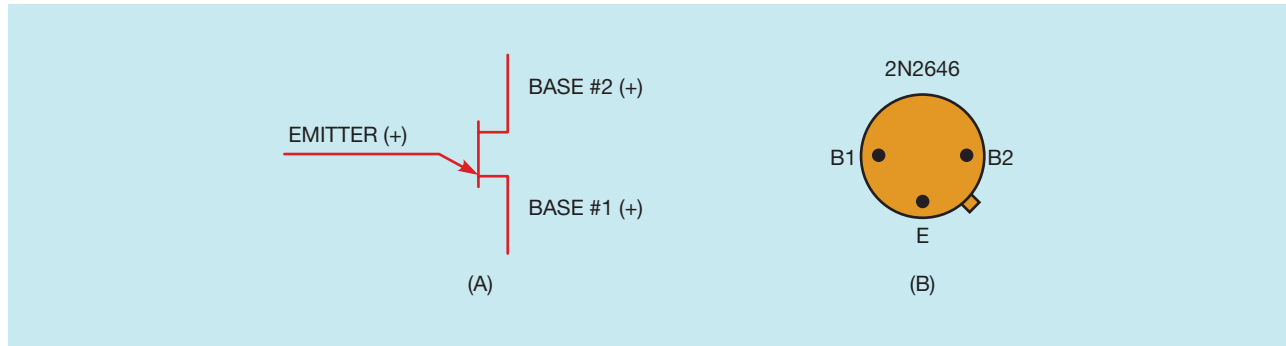 BASE #2 (+)
EMITTER (+)
BASE #1 (+)
(A)
2N2646
B1
B2
E
(B)